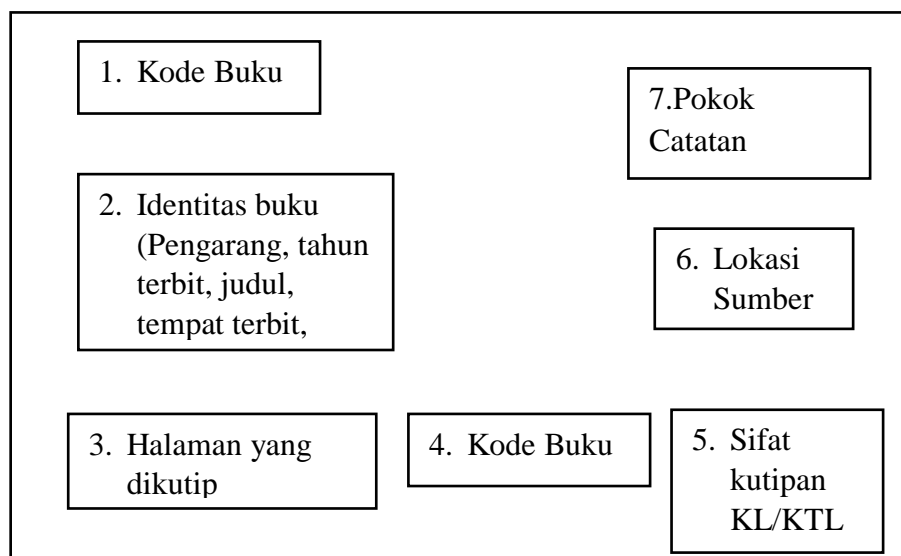 1. Kode Buku
7.Pokok
Catatan
2. Identitas buku
(Pengarang, tahun
terbit, judul,
tempat terbit,
6. Lokasi
Sumber
3. Halaman yang
dikutip
4. Kode Buku
5. Sifat
kutipan
KL/KTL